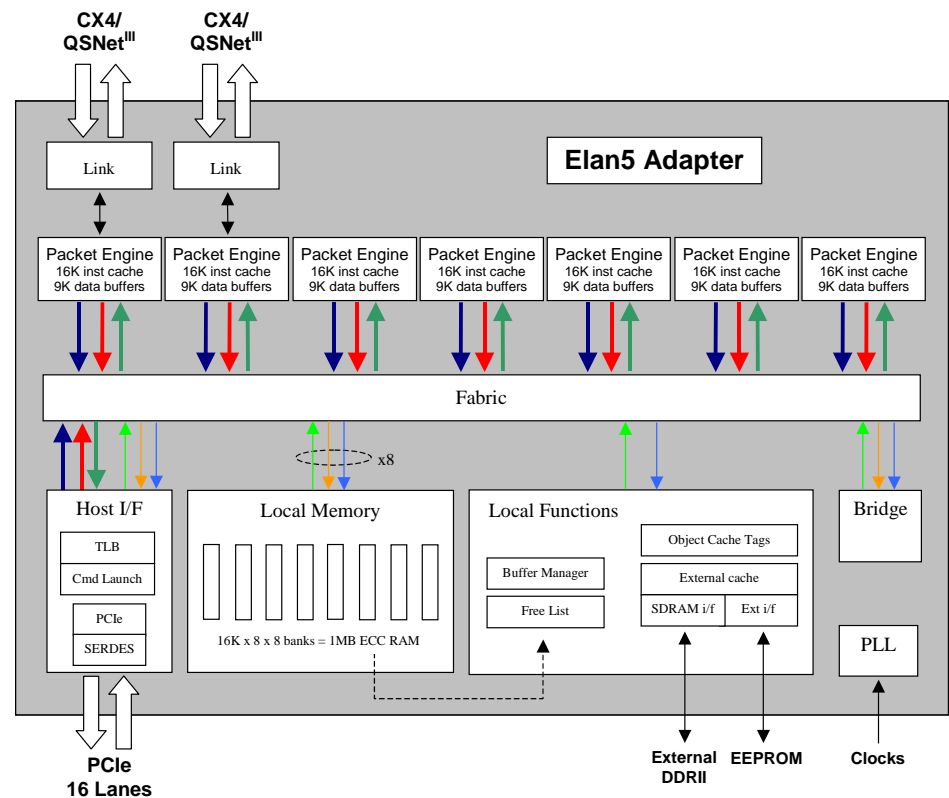 CX4/
QSNet^III
CX4/
QSNet^III
Elan5 Adapter
Link
Link
Packet Engine
16K inst cache
9K data buffers
Packet Engine
16K inst cache
9K data buffers
Packet Engine
16K inst cache
9K data buffers
Packet Engine
16K inst cache
9K data buffers
Packet Engine
16K inst cache
9K data buffers
Packet Engine
16K inst cache
9K data buffers
Packet Engine
16K inst cache
9K data buffers
Fabric
x8
Host I/F
TLB
Cmd Launch
PCIe
SERDES
Local Memory
16K x 8 x 8 banks = 1MB ECC RAM
Local Functions
Buffer Manager
Free List
Object Cache Tags
External cache
SDRAM i/f
Ext i/f
Bridge
PLL
PCIe
16 Lanes
External
DDRII
EEPROM
Clocks